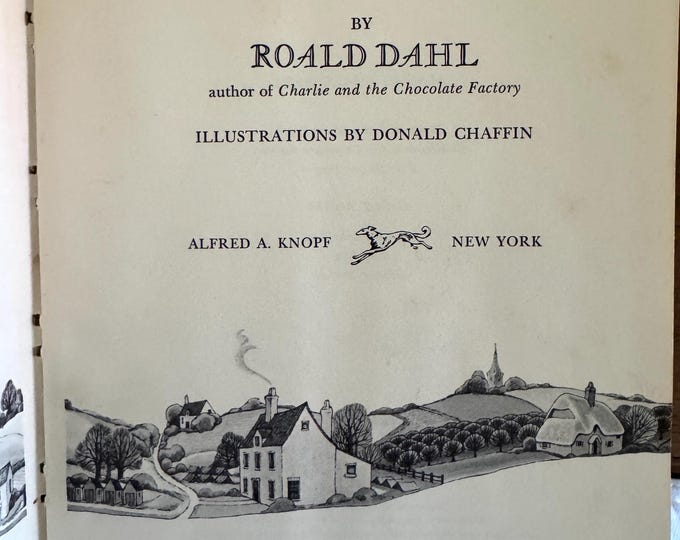 BY
ROALD DAHL
author of Charlie and the Chocolate Factory
ILLUSTRATIONS BY DONALD CHAFFIN
ALFRED A. KNOPF NEW YORK